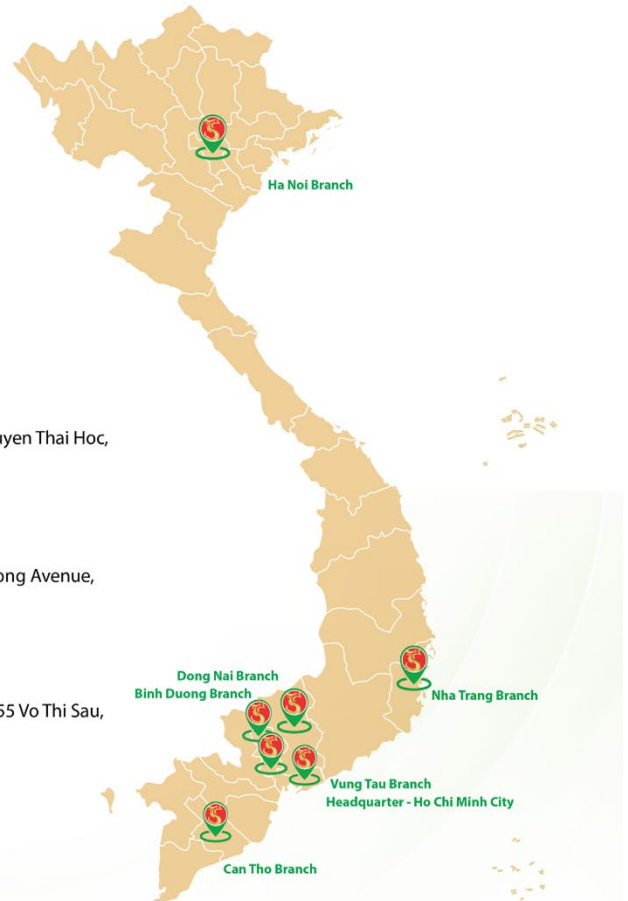 Ha Noi Branch
uyen Thai Hoc,
ong Avenue,
55 Vo Thi Sau,
Dong Nai Branch
Binh Duong Branch
Nha Trang Branch
Vung Tau Branch
Headquarter - Ho Chi Minh City
Can Tho Branch